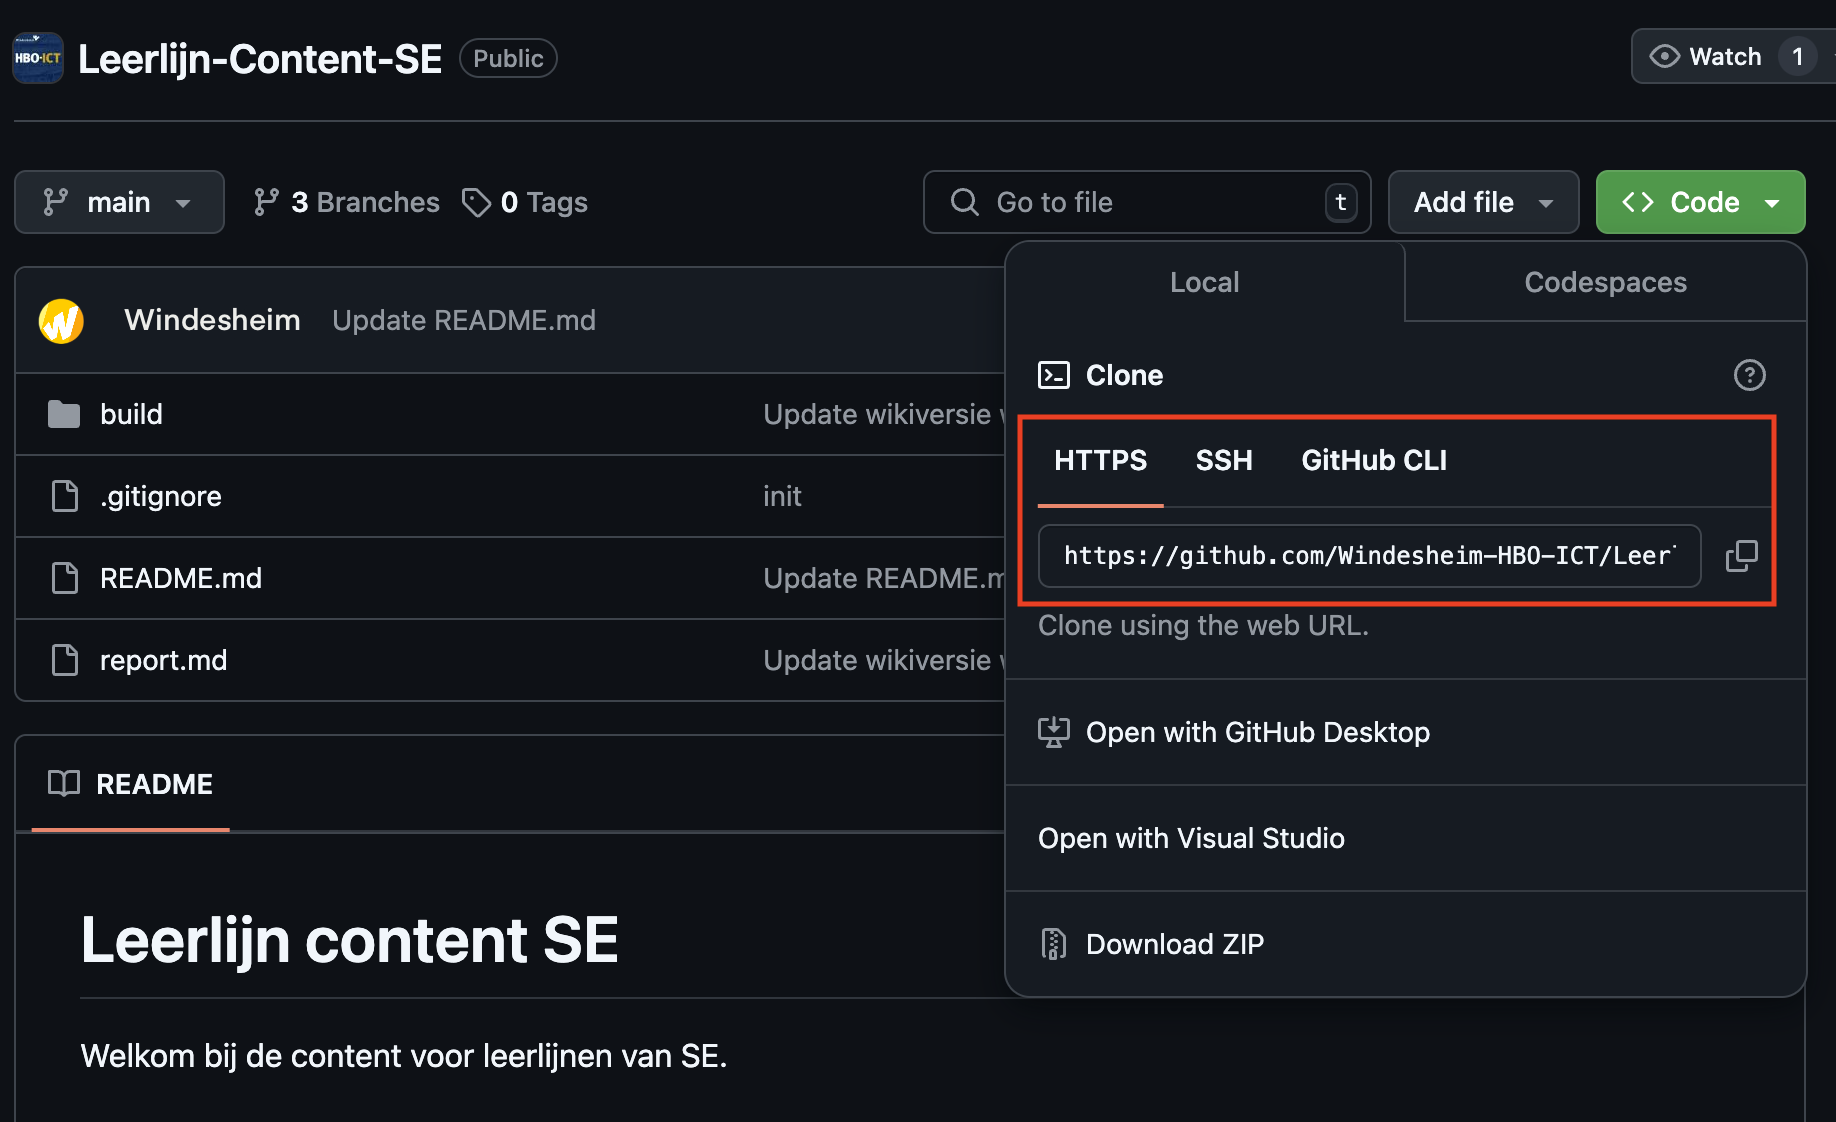 HBO-ICT
Leerlijn-Content-SE Public
Watch 1
main 3 Branches 0 Tags
Go to file t
Add file
<> Code
Local Codespaces
Windesheim Update README.md
Clone
build Update wikiversie
HTTPS SSH GitHub CLI
.gitignore init
https://github.com/Windesheim-HBO-ICT/Leer
README.md Update README.m
Clone using the web URL.
report.md Update wikiversie
Open with GitHub Desktop
README
Open with Visual Studio
Leerlijn content SE
Download ZIP
Welkom bij de content voor leerlijnen van SE.